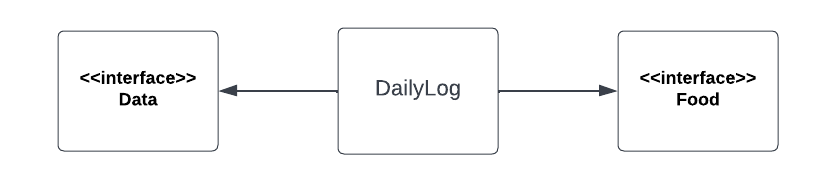 <<interface>>
Data
DailyLog
<<interface>>
Food